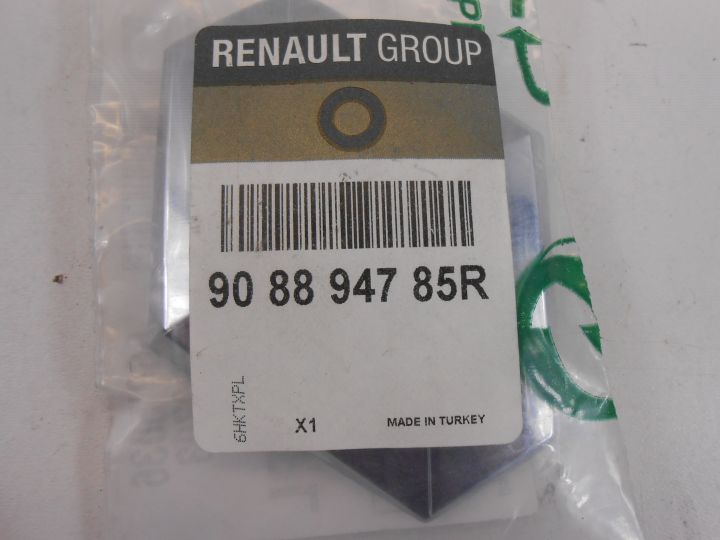 RENAULT GROUP
90 88 947 85R
6HKTXPL
X1
MADE IN TURKEY